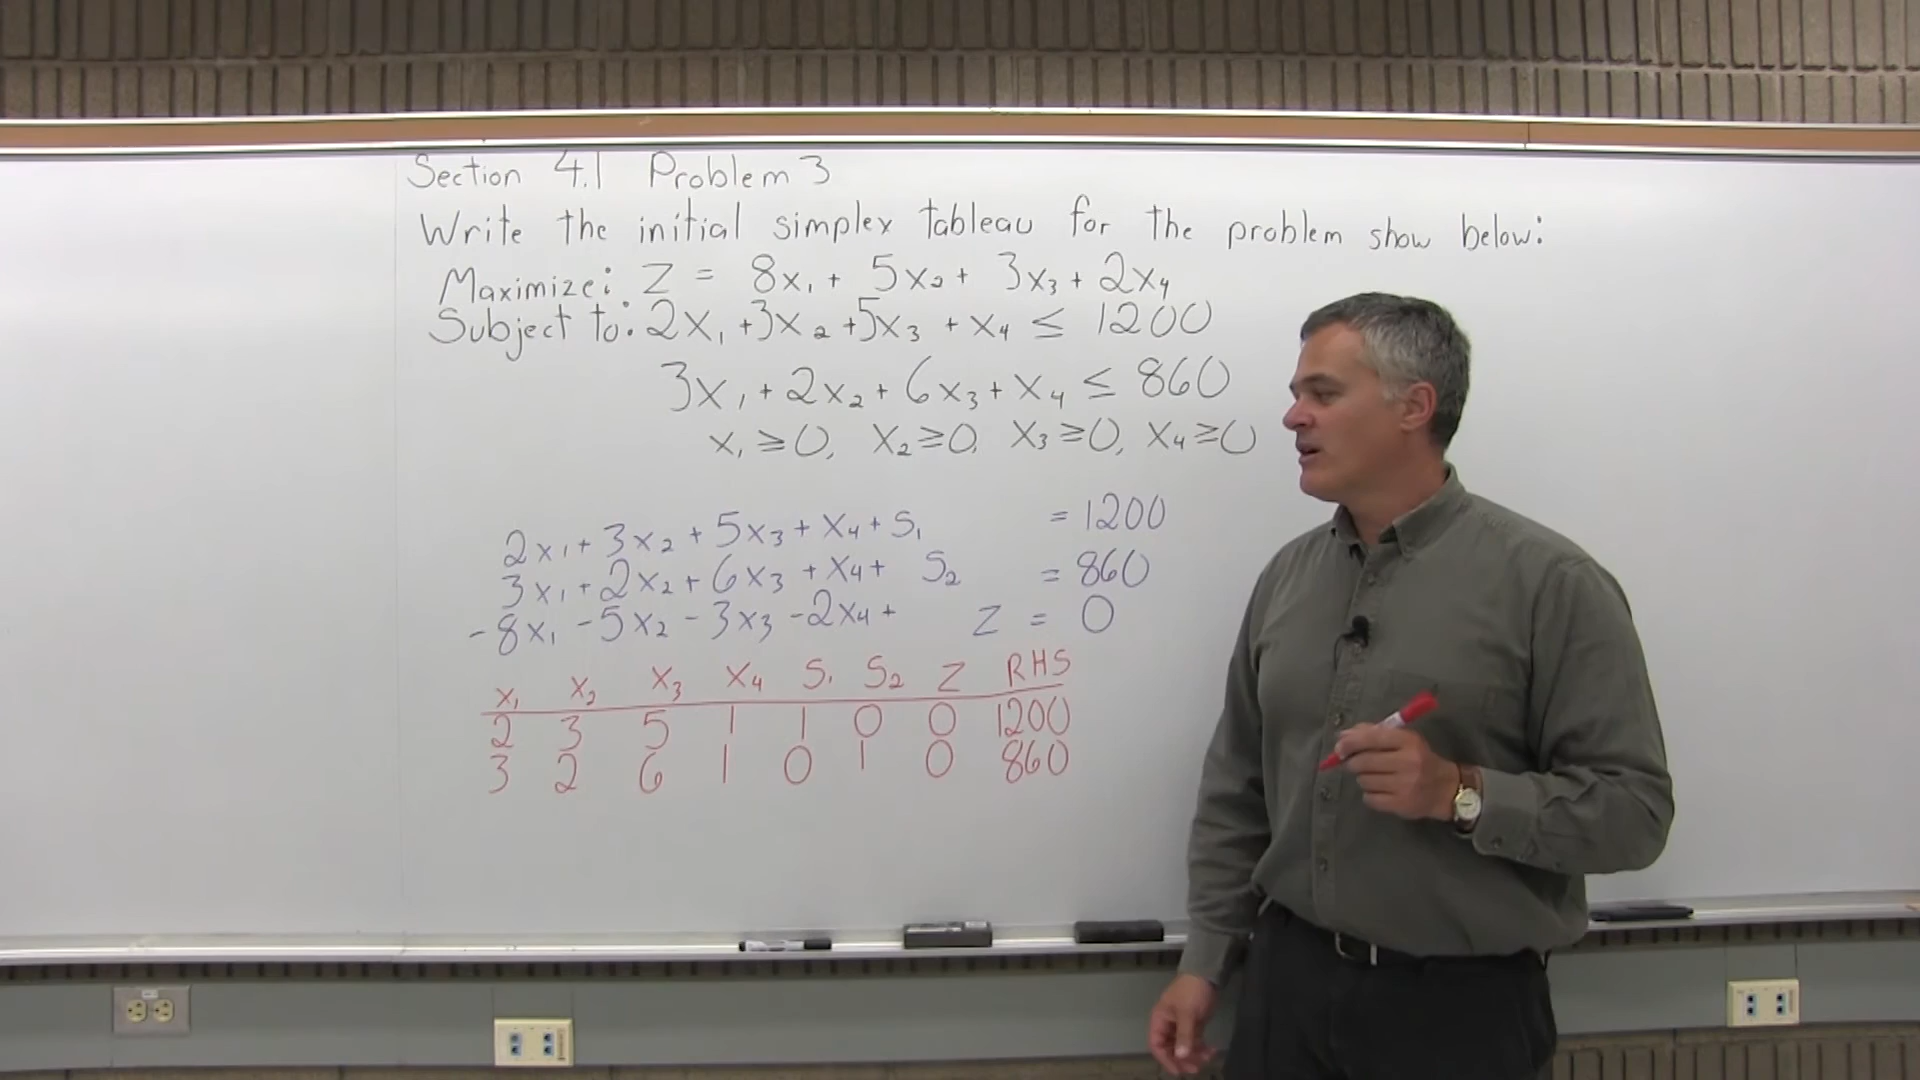 Section 4.1 Problem 3
Write the initial simplex tableau for the problem show below:
Maximize: Z = 8x₁ + 5x₂ + 3x₃ + 2x₄
Subject to: 2x₁ + 3x₂ + 5x₃ + x₄ ≤ 1200
3x₁ + 2x₂ + 6x₃ + x₄ ≤ 860
x₁ ≥ 0, x₂ ≥ 0, x₃ ≥ 0, x₄ ≥ 0
2x₁ + 3x₂ + 5x₃ + x₄ + S₁ = 1200
3x₁ + 2x₂ + 6x₃ + x₄ + S₂ = 860
-8x₁ - 5x₂ - 3x₃ - 2x₄ + Z = 0
x₁ x₂ x₃ x₄ S₁ S₂ Z RHS
2 3 5 1 1 0 0 1200
3 2 6 1 0 1 0 860